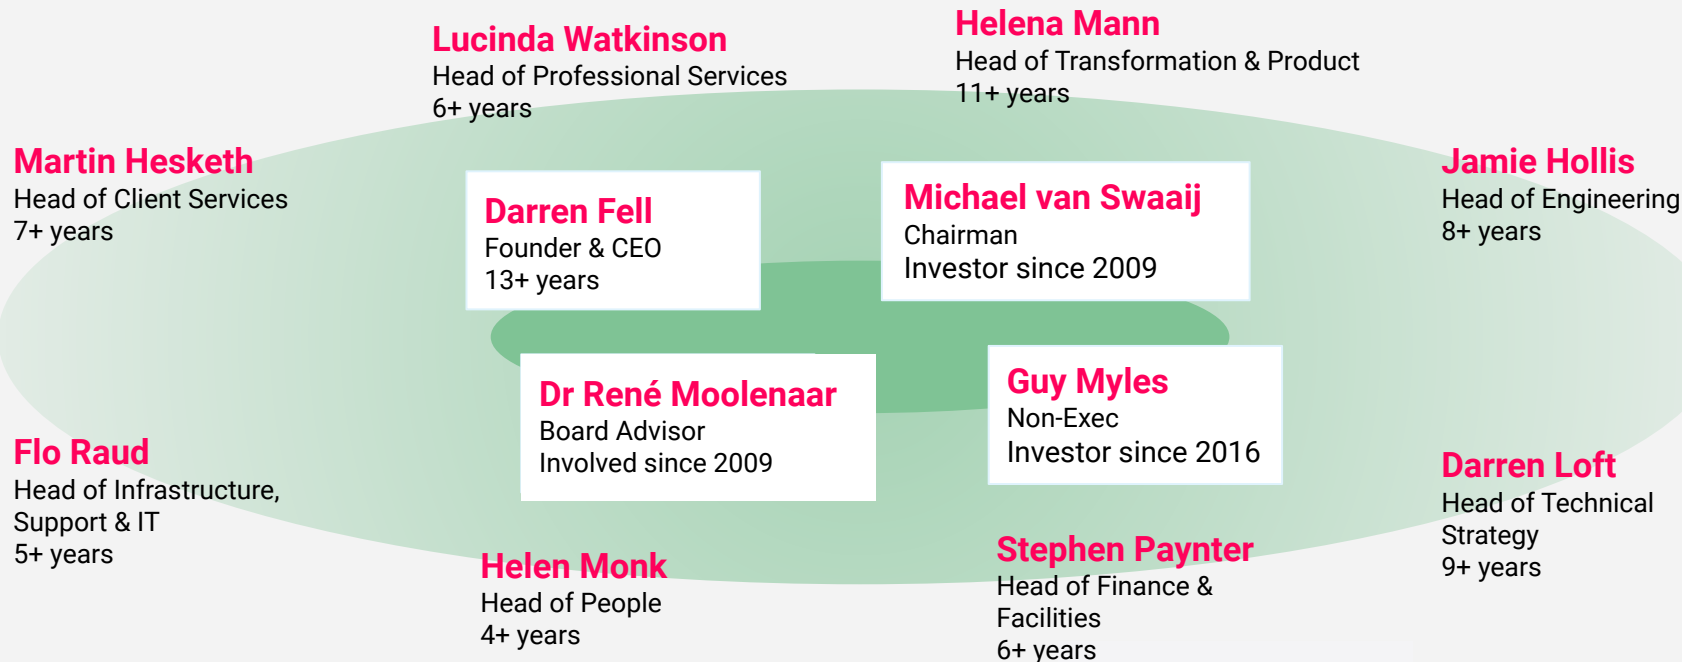 Lucinda Watkinson
Head of Professional Services
6+ years
Helena Mann
Head of Transformation & Product
11+ years
Martin Hesketh
Head of Client Services
7+ years
Darren Fell
Founder & CEO
13+ years
Michael van Swaaij
Chairman
Investor since 2009
Jamie Hollis
Head of Engineering
8+ years
Flo Raud
Head of Infrastructure,
Support & IT
5+ years
Dr René Moolenaar
Board Advisor
Involved since 2009
Guy Myles
Non-Exec
Investor since 2016
Darren Loft
Head of Technical
Strategy
9+ years
Helen Monk
Head of People
4+ years
Stephen Paynter
Head of Finance &
Facilities
6+ years